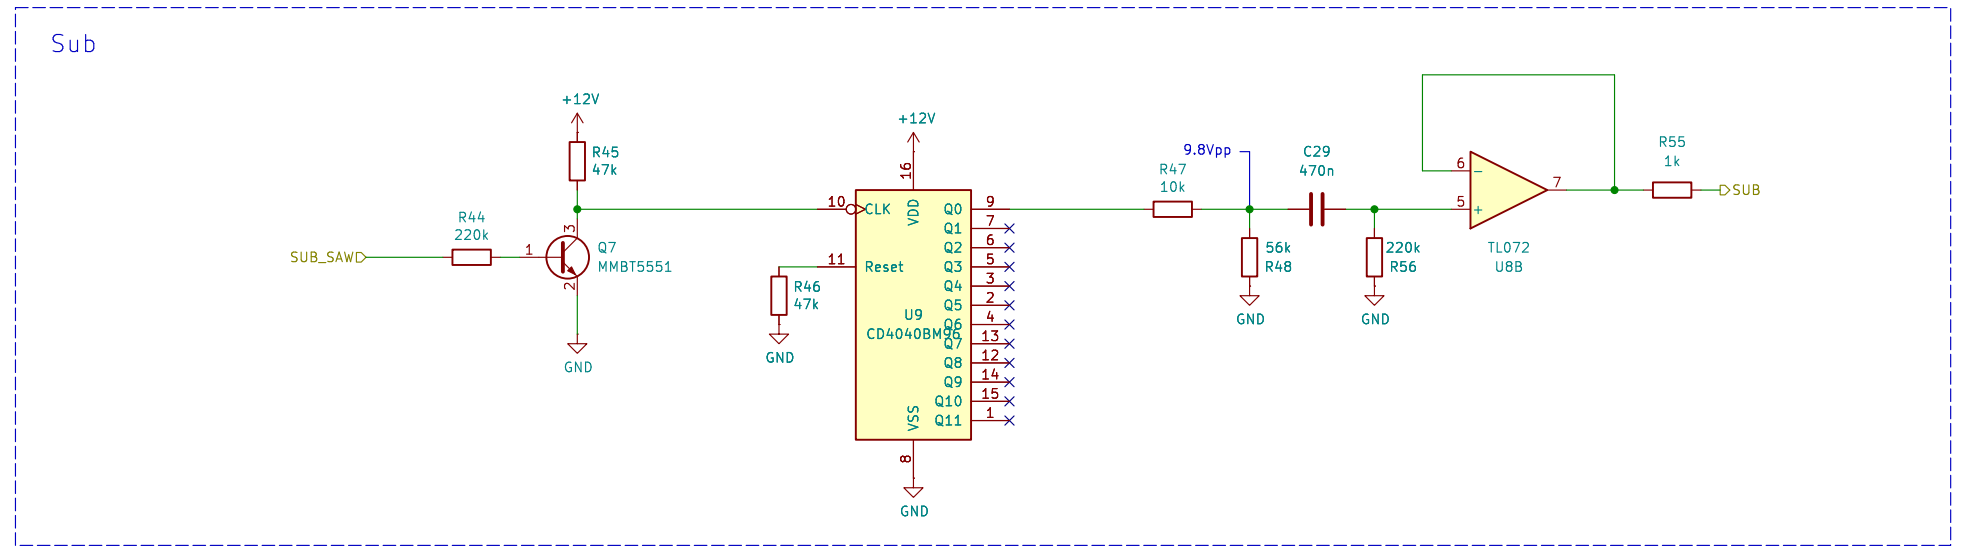 Sub
+12V
R45
47k
R44
220k
SUB_SAW
1
3
2
Q7
MMBT5551
GND
+12V
16
10
CLK
VDD
11
Reset
R46
47k
GND
U9
CD4040BM96
VSS
8
GND
Q0
9
Q1
7
Q2
6
Q3
5
Q4
3
Q5
2
Q6
4
Q7
13
Q8
12
Q9
14
Q10
15
Q11
1
R47
10k
9.8Vpp
C29
470n
56k
R48
GND
220k
R56
GND
6
5
7
-
+
TL072
U8B
R55
1k
SUB